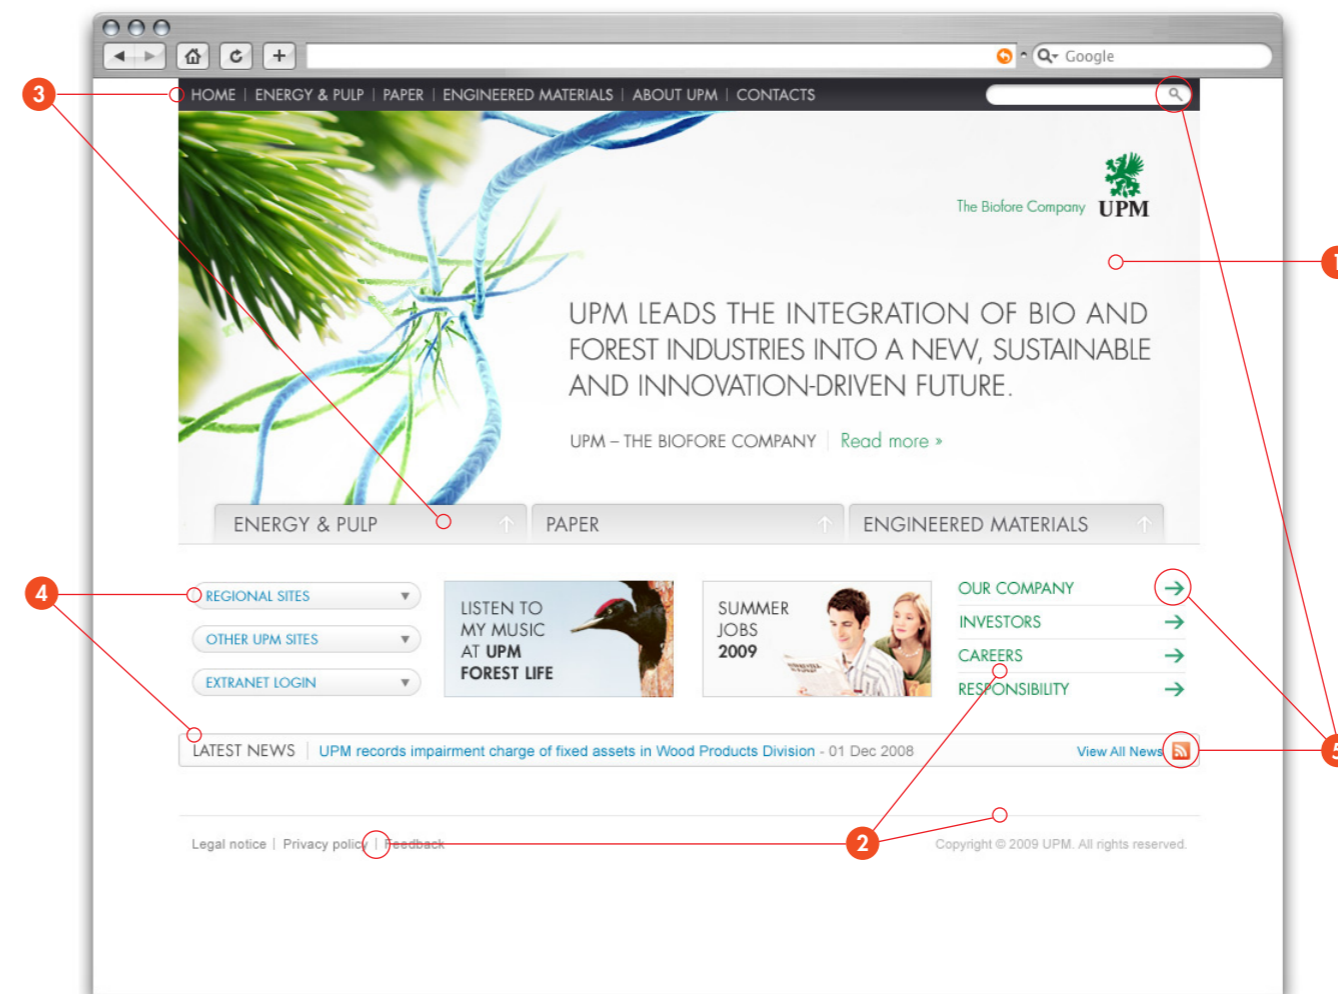 Google
3
HOME | ENERGY & PULP | PAPER | ENGINEERED MATERIALS | ABOUT UPM | CONTACTS
The Biofore Company UPM
1
UPM LEADS THE INTEGRATION OF BIO AND
FOREST INDUSTRIES INTO A NEW, SUSTAINABLE
AND INNOVATION-DRIVEN FUTURE.
UPM – THE BIOFORE COMPANY | Read more »
ENERGY & PULP
PAPER
ENGINEERED MATERIALS
4
REGIONAL SITES
OTHER UPM SITES
EXTRANET LOGIN
LISTEN TO
MY MUSIC
AT UPM
FOREST LIFE
SUMMER
JOBS
2009
OUR COMPANY
INVESTORS
CAREERS
RESPONSIBILITY
LATEST NEWS | UPM records impairment charge of fixed assets in Wood Products Division - 01 Dec 2008
View All News
5
Legal notice | Privacy policy | Feedback
2
Copyright © 2009 UPM. All rights reserved.